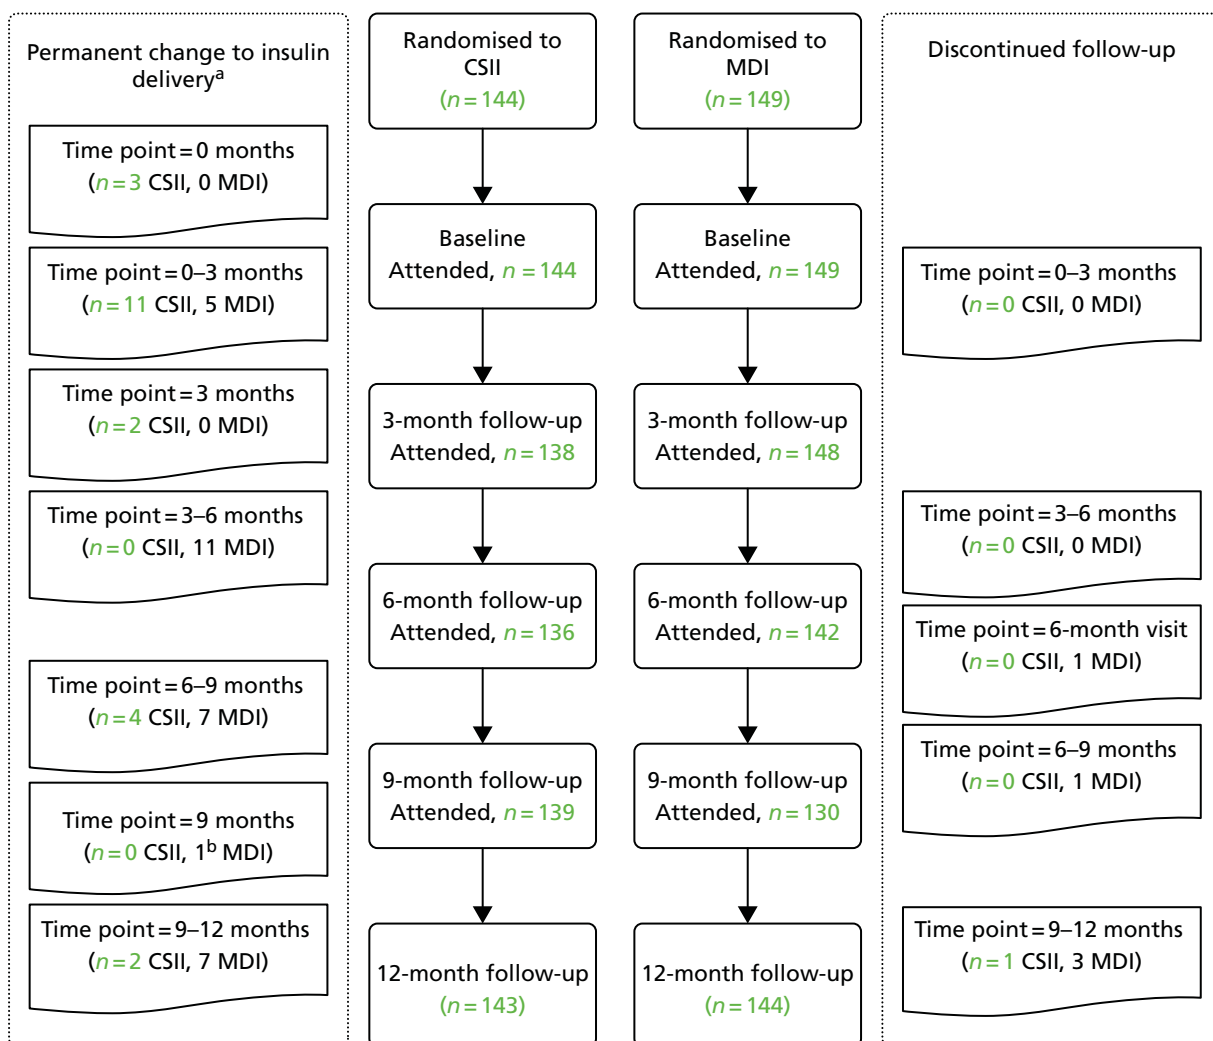 Permanent change to insulin
delivery^a
Time point = 0 months
(n = 3 CSII, 0 MDI)
Time point = 0–3 months
(n = 11 CSII, 5 MDI)
Time point = 3 months
(n = 2 CSII, 0 MDI)
Time point = 3–6 months
(n = 0 CSII, 11 MDI)
Time point = 6–9 months
(n = 4 CSII, 7 MDI)
Time point = 9 months
(n = 0 CSII, 1^b MDI)
Time point = 9–12 months
(n = 2 CSII, 7 MDI)
Randomised to
CSII
(n = 144)
Baseline
Attended, n = 144
3-month follow-up
Attended, n = 138
6-month follow-up
Attended, n = 136
9-month follow-up
Attended, n = 139
12-month follow-up
(n = 143)
Randomised to
MDI
(n = 149)
Baseline
Attended, n = 149
3-month follow-up
Attended, n = 148
6-month follow-up
Attended, n = 142
9-month follow-up
Attended, n = 130
12-month follow-up
(n = 144)
Discontinued follow-up
Time point = 0–3 months
(n = 0 CSII, 0 MDI)
Time point = 3–6 months
(n = 0 CSII, 0 MDI)
Time point = 6-month visit
(n = 0 CSII, 1 MDI)
Time point = 6–9 months
(n = 0 CSII, 1 MDI)
Time point = 9–12 months
(n = 1 CSII, 3 MDI)